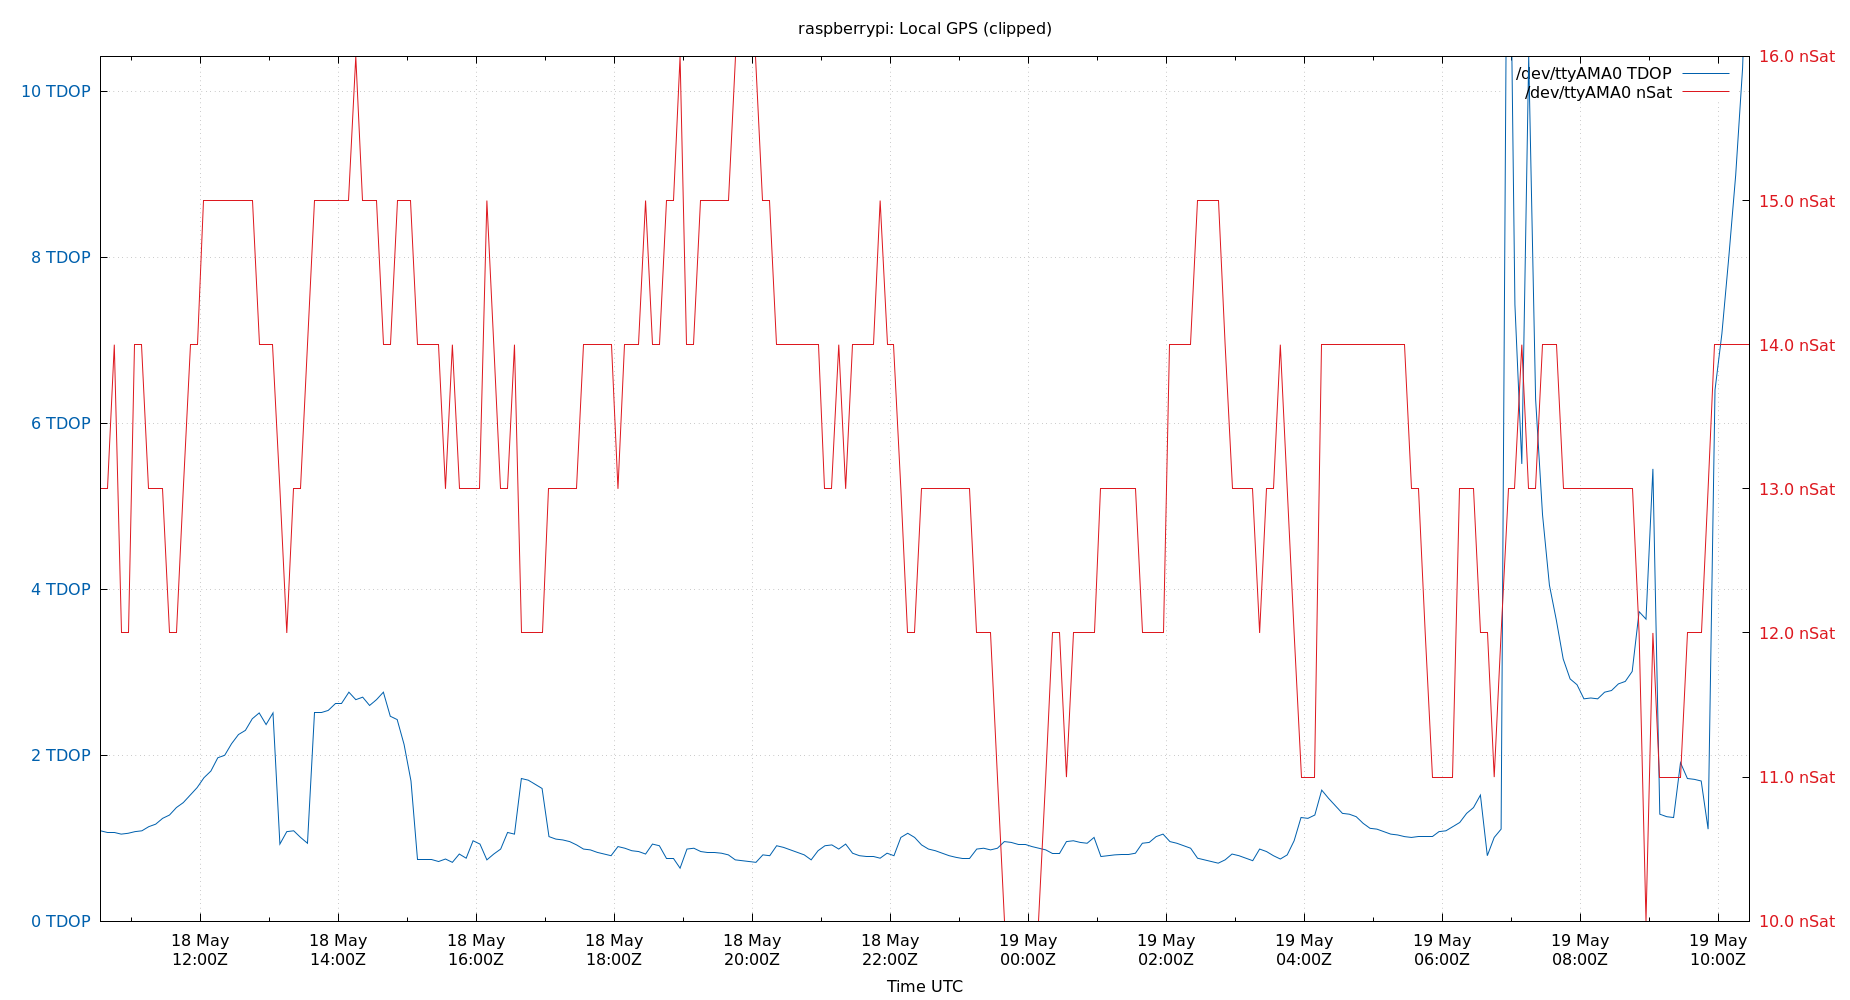 raspberrypi: Local GPS (clipped)
10 TDOP
8 TDOP
6 TDOP
4 TDOP
2 TDOP
0 TDOP
/dev/ttyAMA0 TDOP
/dev/ttyAMA0 nSat
16.0 nSat
15.0 nSat
14.0 nSat
13.0 nSat
12.0 nSat
11.0 nSat
10.0 nSat
18 May
12:00Z
18 May
14:00Z
18 May
16:00Z
18 May
18:00Z
18 May
20:00Z
18 May
22:00Z
19 May
00:00Z
19 May
02:00Z
19 May
04:00Z
19 May
06:00Z
19 May
08:00Z
19 May
10:00Z
Time UTC